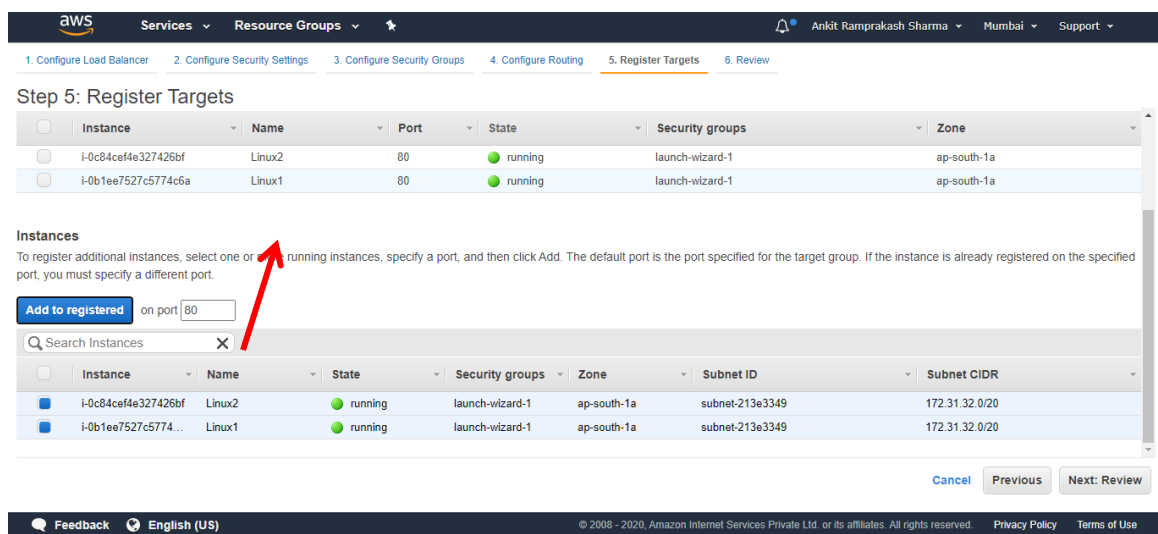 aws Services Resource Groups Ankit Ramprakash Sharma Mumbai Support
1. Configure Load Balancer 2. Configure Security Settings 3. Configure Security Groups 4. Configure Routing 5. Register Targets 6. Review
Step 5: Register Targets
Instance Name Port State Security groups Zone
i-0c84cef4e327426bf Linux2 80 running launch-wizard-1 ap-south-1a
i-0b1ee7527c5774c6a Linux1 80 running launch-wizard-1 ap-south-1a
Instances
To register additional instances, select one or more running instances, specify a port, and then click Add. The default port is the port specified for the target group. If the instance is already registered on the specified
port, you must specify a different port.
Add to registered on port 80
Search Instances
Instance Name State Security groups Zone Subnet ID Subnet CIDR
i-0c84cef4e327426bf Linux2 running launch-wizard-1 ap-south-1a subnet-213e3349 172.31.32.0/20
i-0b1ee7527c5774... Linux1 running launch-wizard-1 ap-south-1a subnet-213e3349 172.31.32.0/20
Cancel Previous Next: Review
Feedback English (US) © 2008 - 2020, Amazon Internet Services Private Ltd. or its affiliates. All rights reserved. Privacy Policy Terms of Use